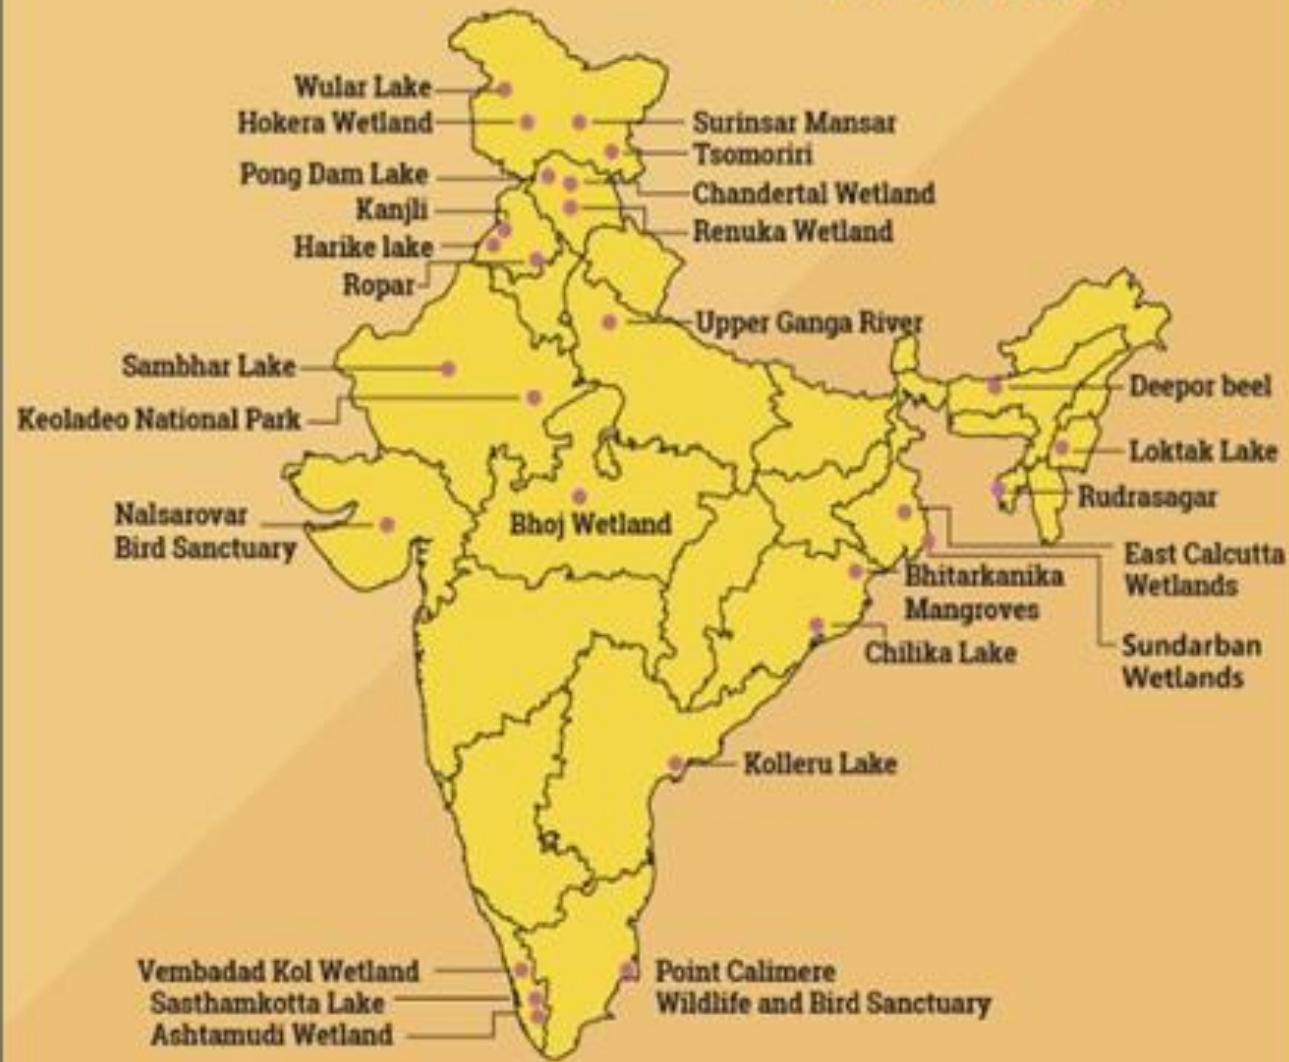 Wular Lake
Hokera Wetland
Surinsar Mansar
Tsomoriri
Pong Dam Lake
Chandertal Wetland
Kanjli
Renuka Wetland
Harike lake
Ropar
Upper Ganga River
Sambhar Lake
Deepor beel
Keoladeo National Park
Loktak Lake
Rudrasagar
Nalsarovar
Bird Sanctuary
Bhoj Wetland
East Calcutta
Wetlands
Bhitarkanika
Mangroves
Chilika Lake
Sundarban
Wetlands
Kolleru Lake
Vembadad Kol Wetland
Sasthamkotta Lake
Ashtamudi Wetland
Point Calimere
Wildlife and Bird Sanctuary